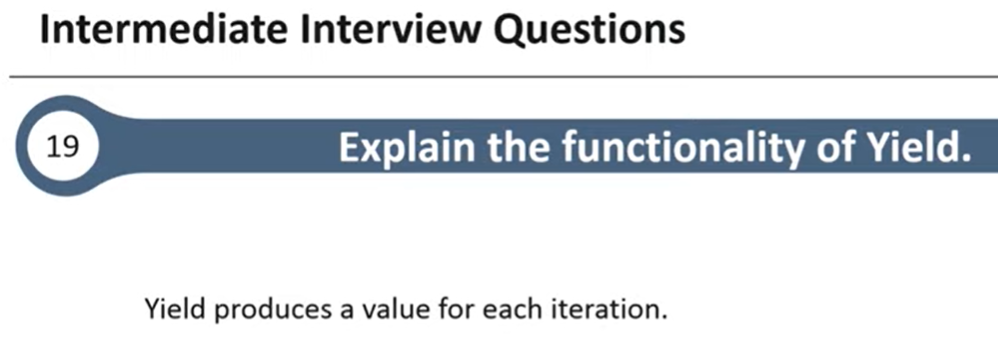 Intermediate Interview Questions
19
Explain the functionality of Yield.
Yield produces a value for each iteration.